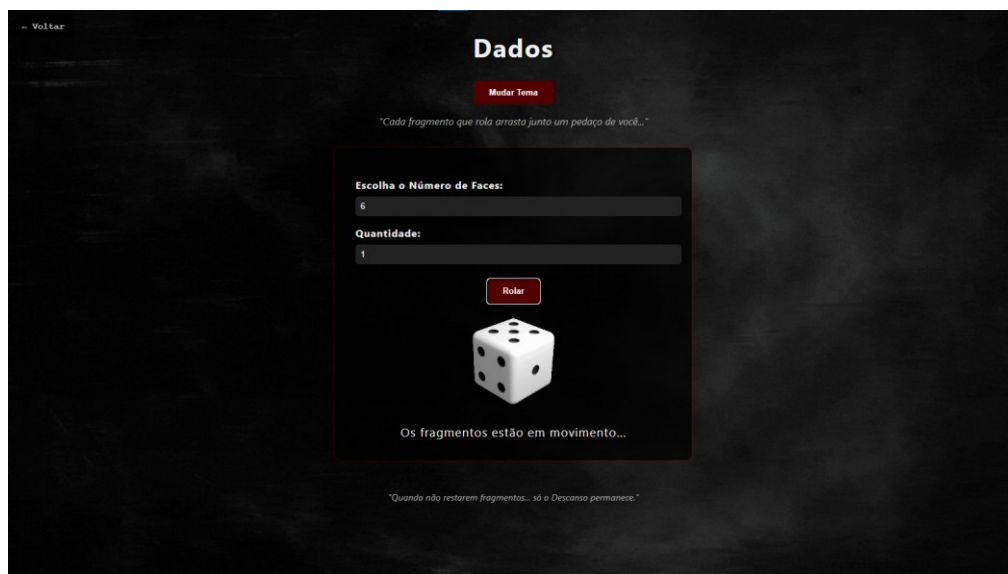 ← Voltar
Dados
Mudar Tema
"Cada fragmento que rola arrasta junto um pedaço de você..."
Escolha o Número de Faces:
6
Quantidade:
1
Rolar
Os fragmentos estão em movimento...
"Quando não restarem fragmentos... só o Descanso permanece."